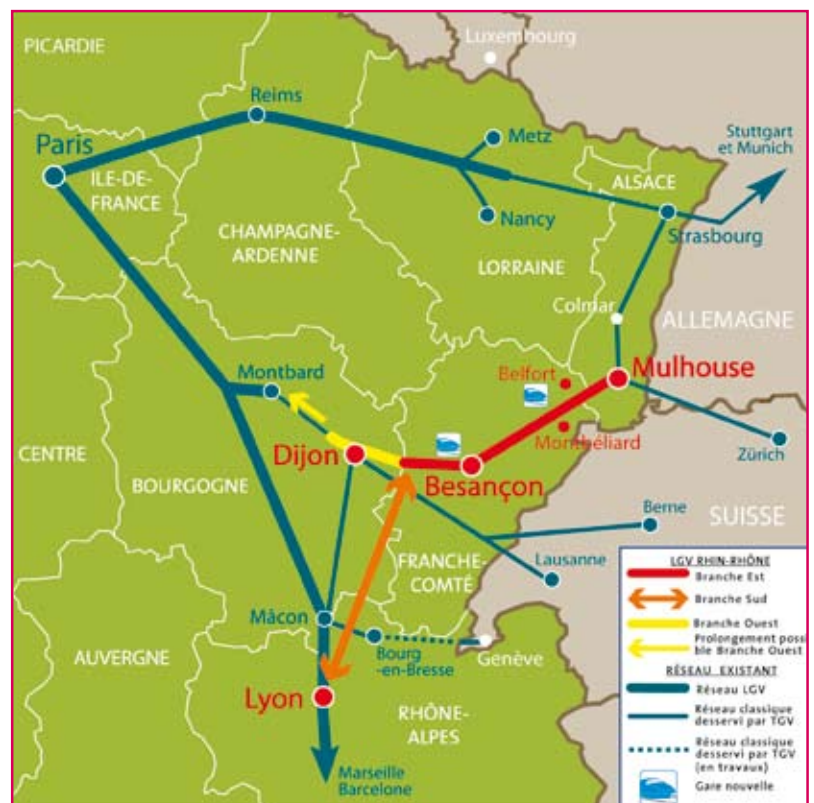 PICARDIE
Luxembourg
Reims
Paris
Metz
Stuttgart
et Munich
ILE-DE-
FRANCE
ALSACE
Nancy
Strasbourg
CHAMPAGNE-
ARDENNE
LORRAINE
Colmar
ALLEMAGNE
Montbard
Belfort
Mulhouse
Montbéliard
CENTRE
Dijon
Zürich
BOURGOGNE
Besançon
Berne
SUISSE
FRANCHE-
COMTÉ
Lausanne
Mâcon
Bourg
-en-Bresse
Genève
AUVERGNE
Lyon
RHÔNE-
ALPES
Marseille
Barcelone
LGV RHIN-RHÔNE
Branche Est
Branche Sud
Branche Ouest
Prolongement possi
ble Branche Ouest
RÉSEAU EXISTANT
Réseau LGV
Réseau classique
desservi par TGV
Réseau classique
desservi par TGV
(en travaux)
Gare nouvelle